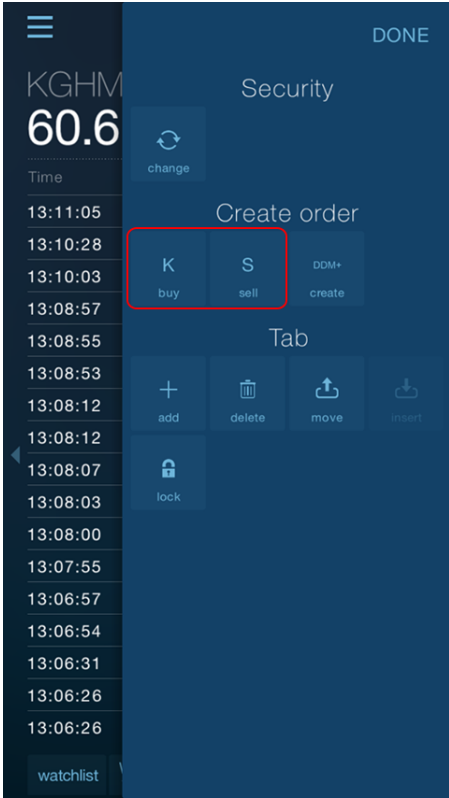 DONE
KGHM
60.6
Time
13:11:05
13:10:28
13:10:03
13:08:57
13:08:55
13:08:53
13:08:12
13:08:12
13:08:07
13:08:03
13:08:00
13:07:55
13:06:57
13:06:54
13:06:31
13:06:26
13:06:26
watchlist
Security
change
Create order
K S DDM+
buy sell create
Tab
add delete move insert
lock